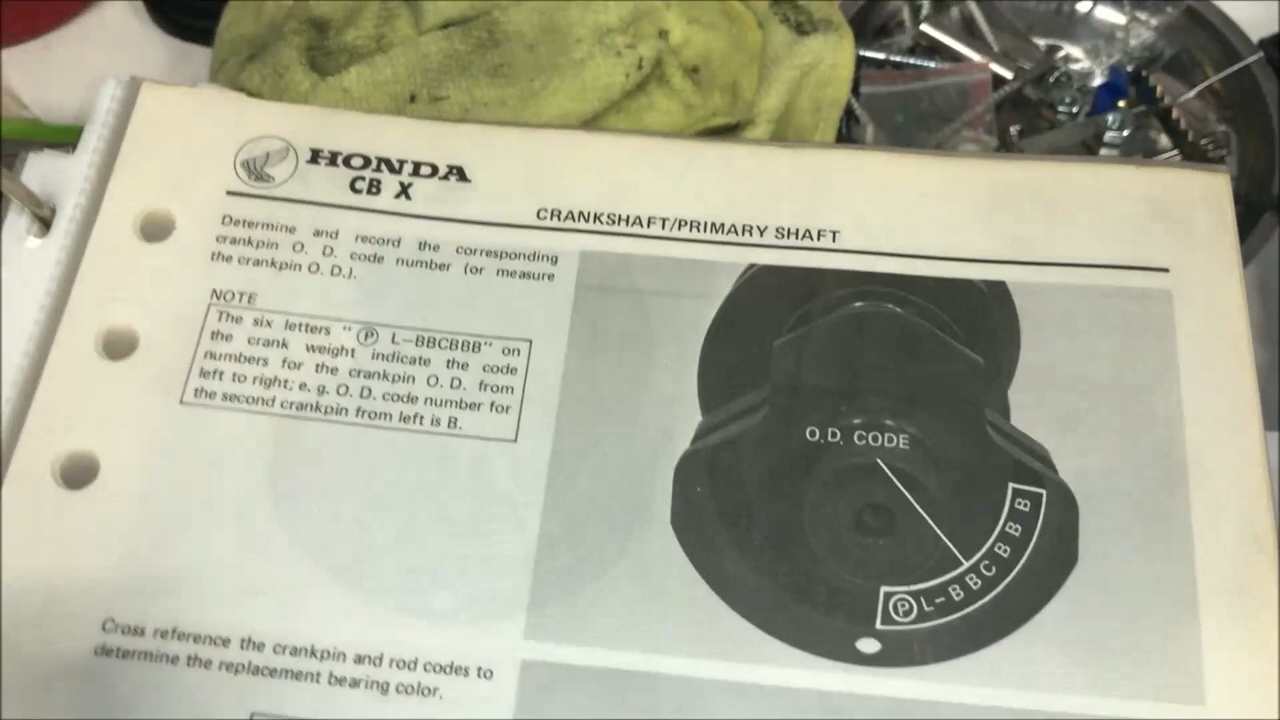 HONDA
CB X
CRANKSHAFT/PRIMARY SHAFT
Determine and record the corresponding
crankpin O. D. code number (or measure
the crankpin O. D.).
NOTE
The six letters " Ⓟ L—BBCBBB" on
the crank weight indicate the code
numbers for the crankpin O. D. from
left to right; e. g. O. D. code number for
the second crankpin from left is B.
O.D. CODE
Ⓟ L–BBCBBB
Cross reference the crankpin and rod codes to
determine the replacement bearing color.